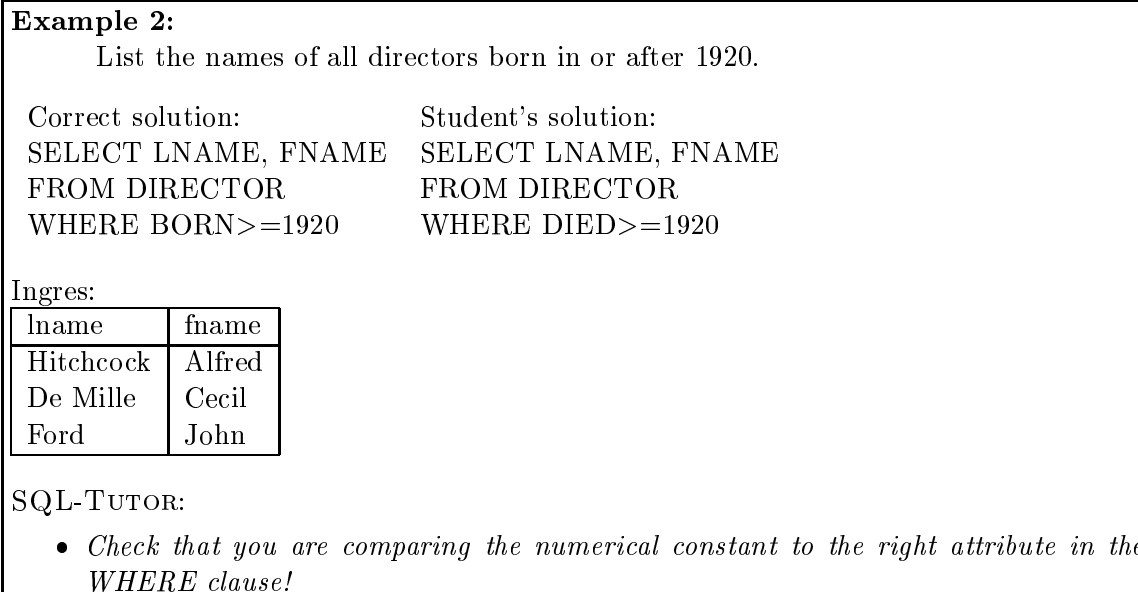 Example 2:
List the names of all directors born in or after 1920.
Correct solution: Student's solution:
SELECT LNAME, FNAME SELECT LNAME, FNAME
FROM DIRECTOR FROM DIRECTOR
WHERE BORN>=1920 WHERE DIED>=1920
Ingres:
lname fname
Hitchcock Alfred
De Mille Cecil
Ford John
SQL-TUTOR:
• Check that you are comparing the numerical constant to the right attribute in the
WHERE clause!